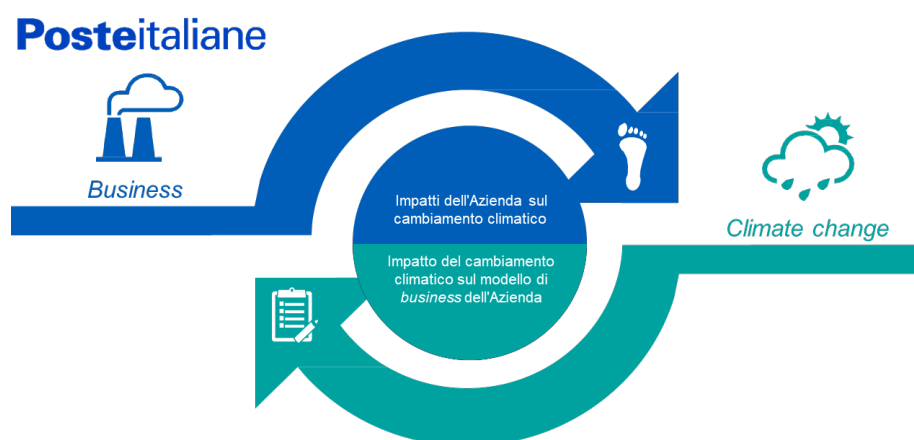 Posteitaliane
Business
Impatti dell'Azienda sul
cambiamento climatico
Climate change
Impatto del cambiamento
climatico sul modello di
business dell'Azienda